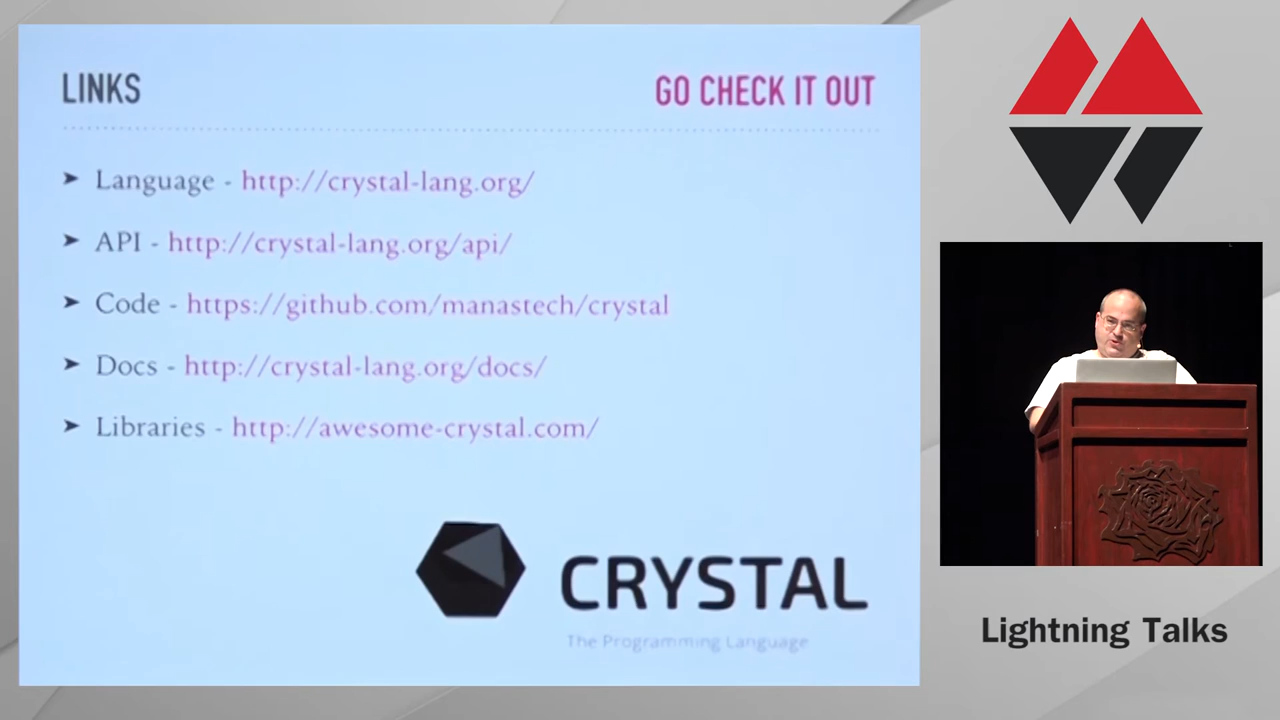 LINKS
GO CHECK IT OUT
➤ Language - http://crystal-lang.org/
➤ API - http://crystal-lang.org/api/
➤ Code - https://github.com/manastech/crystal
➤ Docs - http://crystal-lang.org/docs/
➤ Libraries - http://awesome-crystal.com/
CRYSTAL
The Programming Language
Lightning Talks